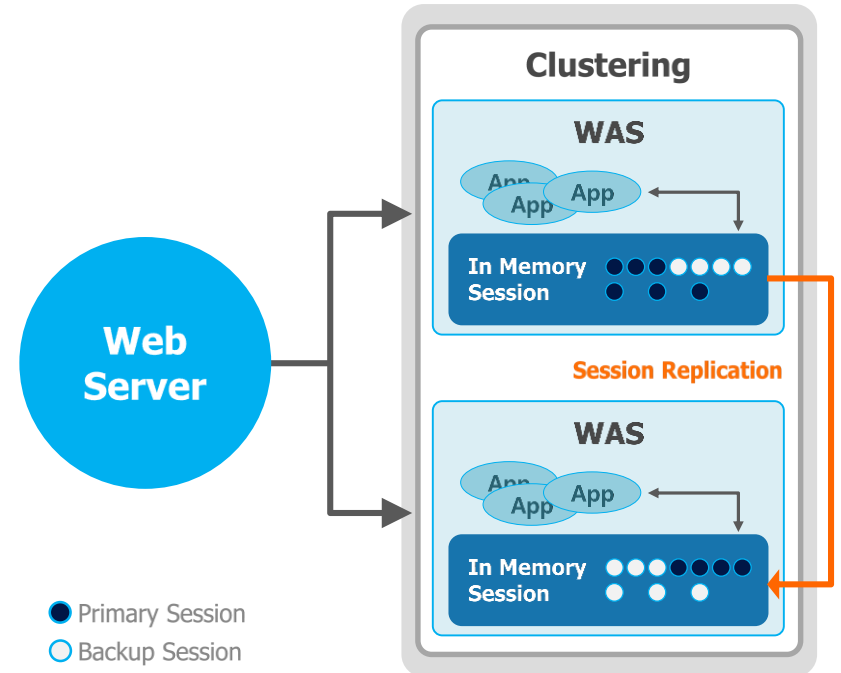 Clustering
WAS
App
App
App
In Memory
Session
Web
Server
Session Replication
WAS
App
App
App
In Memory
Session
Primary Session
Backup Session